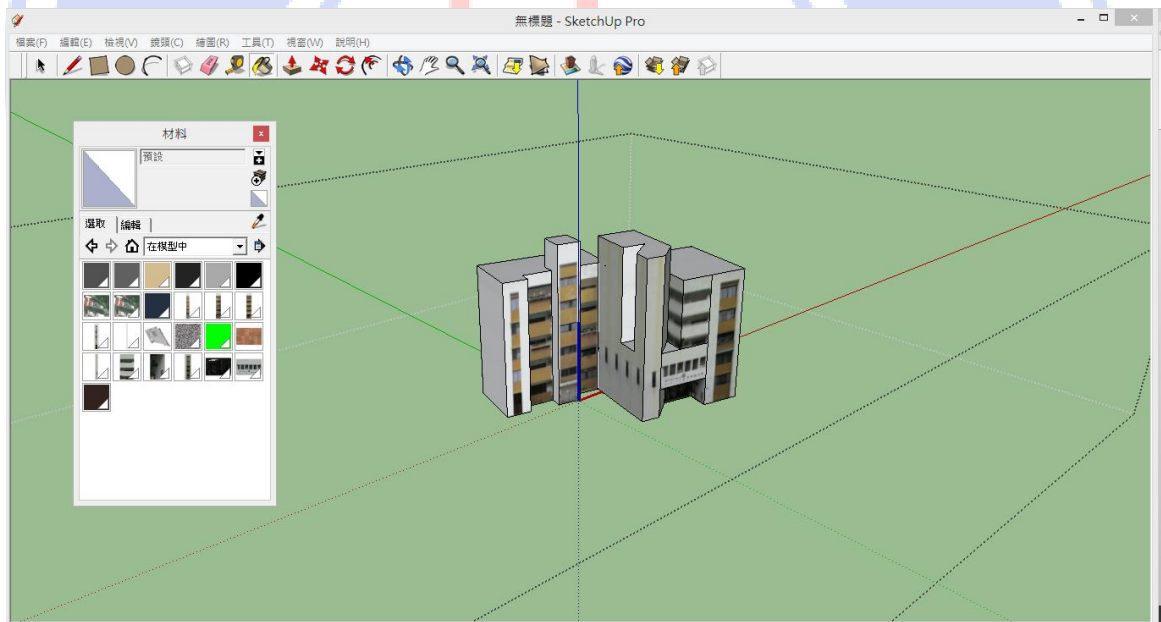 無標題 - SketchUp Pro
檔案(F) 編輯(E) 檢視(V) 鏡頭(C) 繪圖(R) 工具(T) 視窗(W) 說明(H)
材料
預設
選取 編輯
在模型中